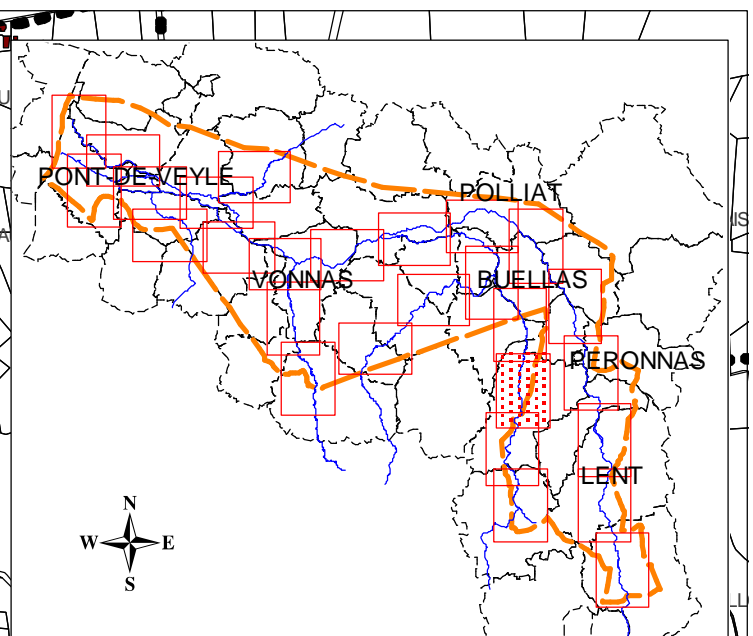 PONT-DE-VEYLE
POLLIAT
VONNAS
BUELLAS
PERONNAS
LENT
N
W E
S